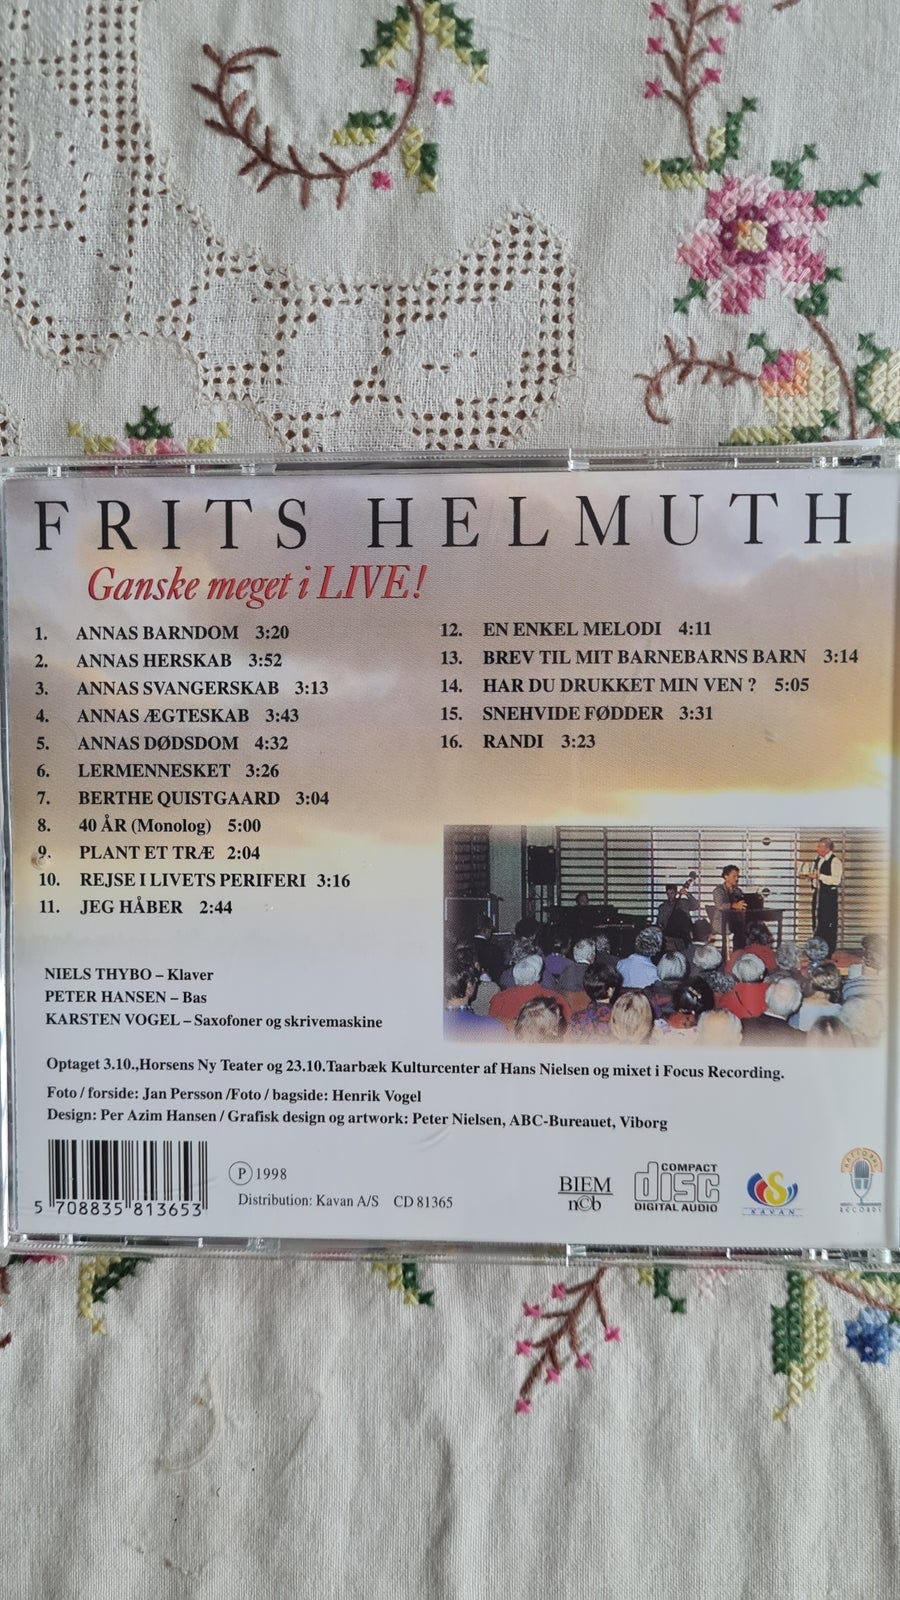 FRITS HELMUTH
Ganske meget i LIVE!
1. ANNAS BARNDOM 3:20
2. ANNAS HERSKAB 3:52
3. ANNAS SVANGERSKAB 3:13
4. ANNAS ÆGTESKAB 3:43
5. ANNAS DØDSDOM 4:32
6. LERMENNESKET 3:26
7. BERTHE QUISTGAARD 3:04
8. 40 ÅR (Monolog) 5:00
9. PLANT ET TRÆ 2:04
10. REJSE I LIVETS PERIFERI 3:16
11. JEG HÅBER 2:44
12. EN ENKEL MELODI 4:11
13. BREV TIL MIT BARNEBARNS BARN 3:14
14. HAR DU DRUKKET MIN VEN ? 5:05
15. SNEHVIDE FØDDER 3:31
16. RANDI 3:23
NIELS THYBO – Klaver
PETER HANSEN – Bas
KARSTEN VOGEL – Saxofoner og skrivemaskine
Optaget 3.10.,Horsens Ny Teater og 23.10.Taarbæk Kulturcenter af Hans Nielsen og mixet i Focus Recording.
Foto / forside: Jan Persson /Foto / bagside: Henrik Vogel
Design: Per Azim Hansen / Grafisk design og artwork: Peter Nielsen, ABC-Bureauet, Viborg
5 708835 813653
Ⓟ 1998
Distribution: Kavan A/S CD 81365
BIEM
n©b
COMPACT
disc
DIGITAL AUDIO
KAVAN
NATIONAL
RECORDS